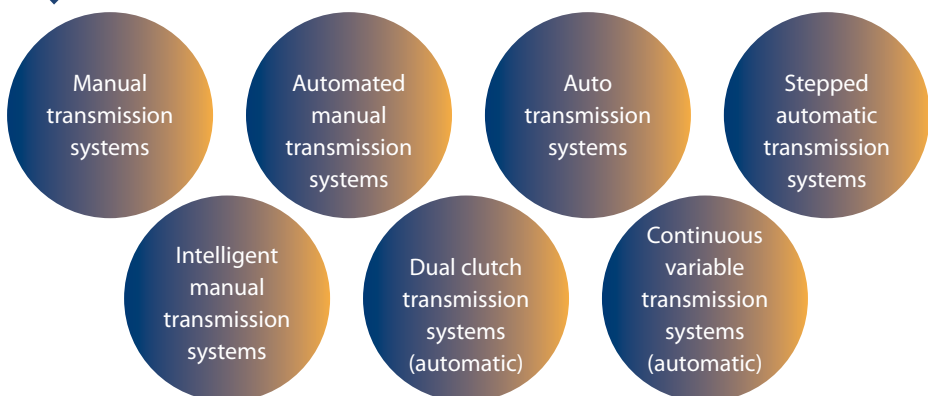 Manual
transmission
systems
Automated
manual
transmission
systems
Auto
transmission
systems
Stepped
automatic
transmission
systems
Intelligent
manual
transmission
systems
Dual clutch
transmission
systems
(automatic)
Continuous
variable
transmission
systems
(automatic)